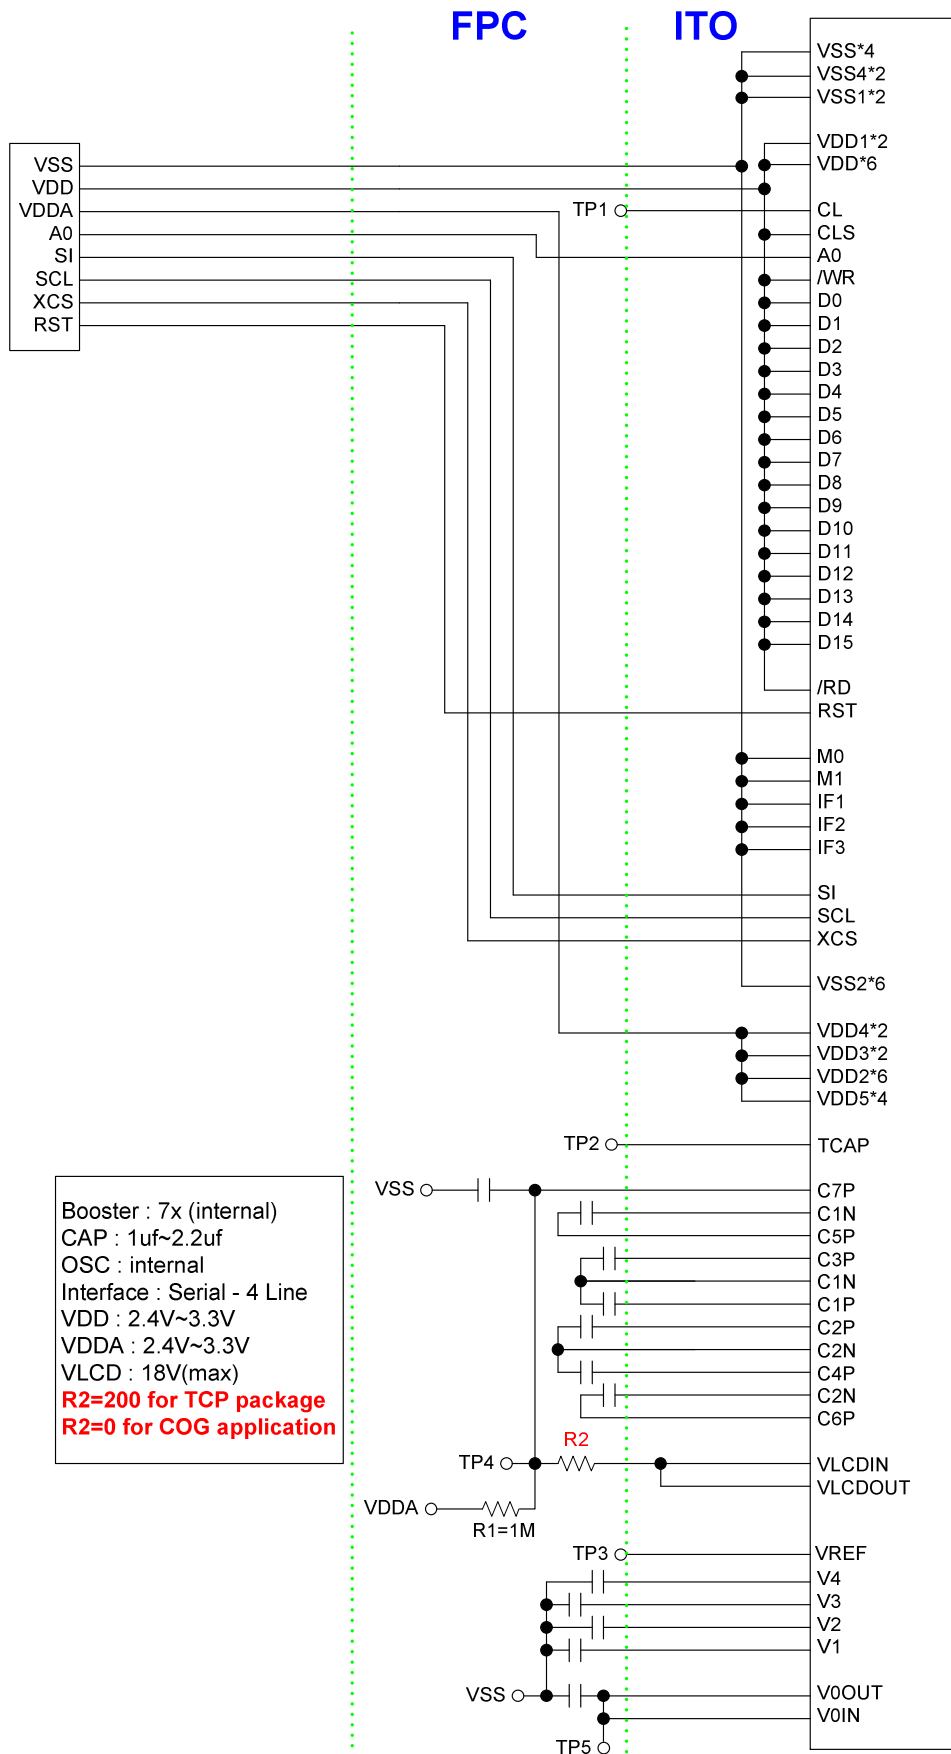 FPC
ITO
VSS*4
VSS4*2
VSS1*2
VDD1*2
VDD*6
VSS
VDD
VDDA
A0
SI
SCL
XCS
RST
TP1
CL
CLS
A0
/WR
D0
D1
D2
D3
D4
D5
D6
D7
D8
D9
D10
D11
D12
D13
D14
D15
/RD
RST
M0
M1
IF1
IF2
IF3
SI
SCL
XCS
VSS2*6
VDD4*2
VDD3*2
VDD2*6
VDD5*4
TP2
TCAP
VSS
C7P
C1N
C5P
C3P
C1N
C1P
C2P
C2N
C4P
C2N
C6P
Booster : 7x (internal)
CAP : 1uf~2.2uf
OSC : internal
Interface : Serial - 4 Line
VDD : 2.4V~3.3V
VDDA : 2.4V~3.3V
VLCD : 18V(max)
R2=200 for TCP package
R2=0 for COG application
R2
TP4
VLCDIN
VLCDOUT
VDDA
R1=1M
TP3
VREF
V4
V3
V2
V1
VSS
V0OUT
V0IN
TP5